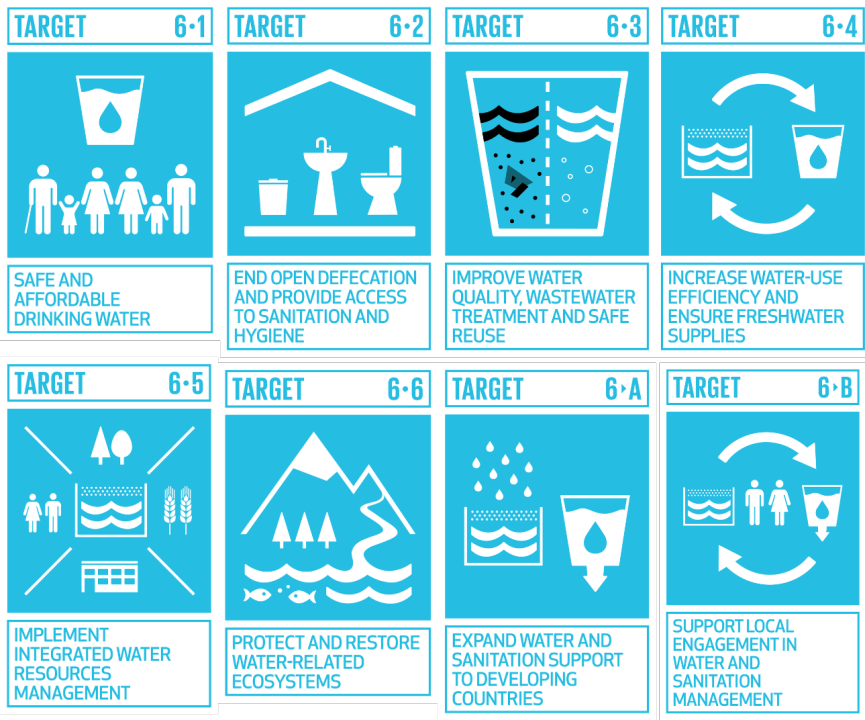 TARGET 6•1
SAFE AND
AFFORDABLE
DRINKING WATER
TARGET 6•2
END OPEN DEFECATION
AND PROVIDE ACCESS
TO SANITATION AND
HYGIENE
TARGET 6•3
IMPROVE WATER
QUALITY, WASTEWATER
TREATMENT AND SAFE
REUSE
TARGET 6•4
INCREASE WATER-USE
EFFICIENCY AND
ENSURE FRESHWATER
SUPPLIES
TARGET 6•5
IMPLEMENT
INTEGRATED WATER
RESOURCES
MANAGEMENT
TARGET 6•6
PROTECT AND RESTORE
WATER-RELATED
ECOSYSTEMS
TARGET 6‣A
EXPAND WATER AND
SANITATION SUPPORT
TO DEVELOPING
COUNTRIES
TARGET 6‣B
SUPPORT LOCAL
ENGAGEMENT IN
WATER AND
SANITATION
MANAGEMENT